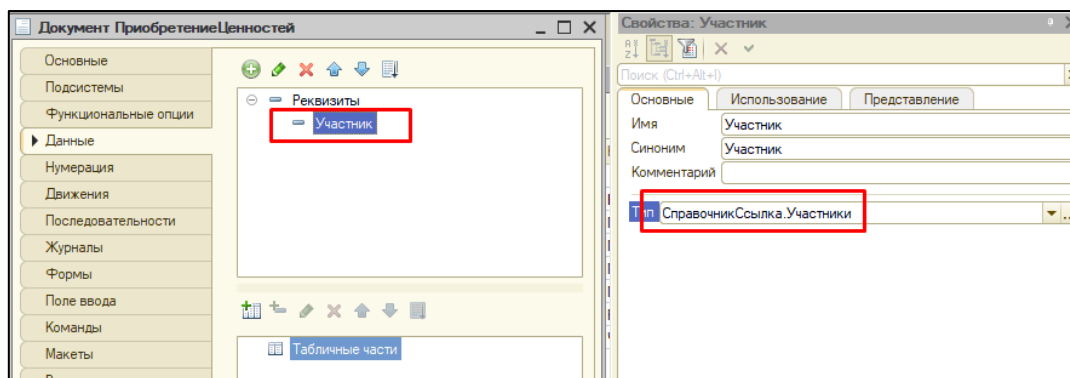 Документ ПриобретениеЦенностей
Основные
Подсистемы
Функциональные опции
Данные
Нумерация
Движения
Последовательности
Журналы
Формы
Поле ввода
Команды
Макеты
Реквизиты
Участник
Табличные части
Свойства: Участник
Поиск (Ctrl+Alt+I)
Основные Использование Представление
Имя Участник
Синоним Участник
Комментарий
Тип СправочникСсылка.Участники